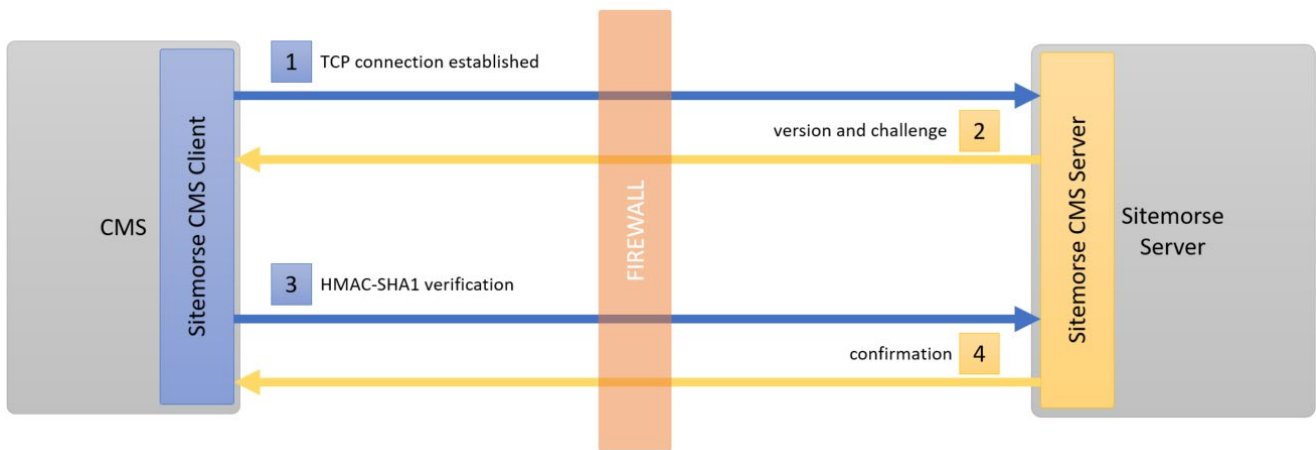 1
TCP connection established
version and challenge
2
CMS
Sitemorse CMS Client
FIREWALL
Sitemorse CMS Server
Sitemorse
Server
3
HMAC-SHA1 verification
confirmation
4